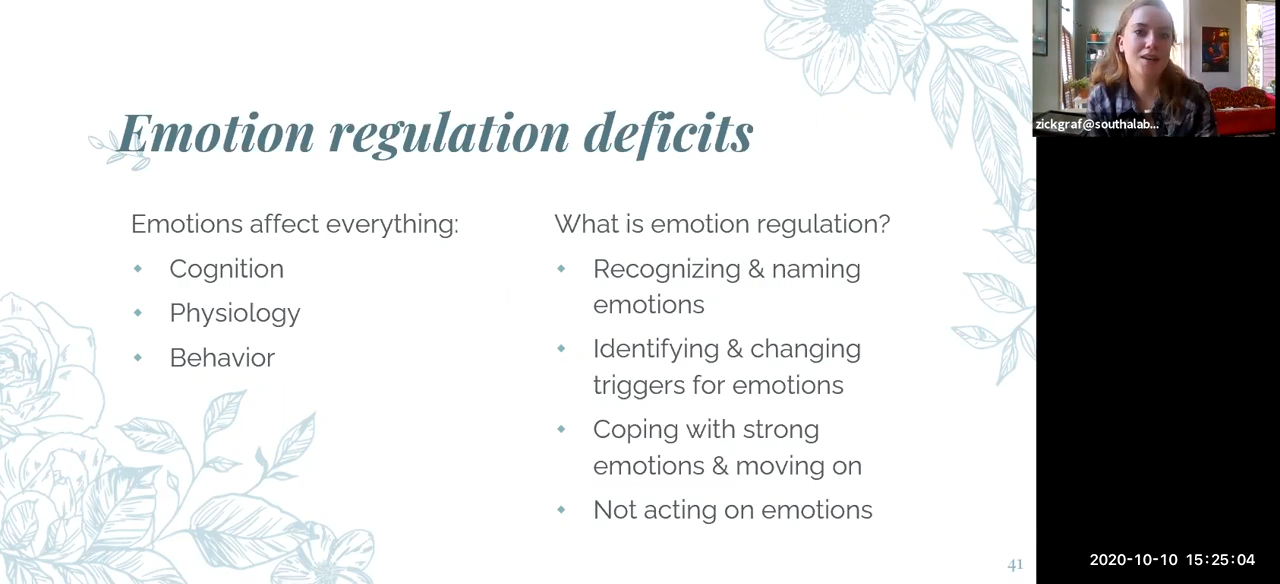 zickgraf@southalab...
Emotion regulation deficits
Emotions affect everything:
Cognition
Physiology
Behavior
What is emotion regulation?
Recognizing & naming
emotions
Identifying & changing
triggers for emotions
Coping with strong
emotions & moving on
Not acting on emotions
41
2020-10-10 15:25:04